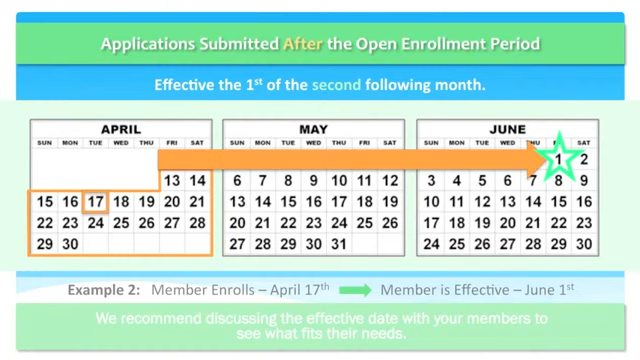 Applications Submitted After the Open Enrollment Period
Effective the 1st of the second following month.
APRIL
SUN MON TUE WED THU FRI SAT
13 14
15 16 17 18 19 20 21
22 23 24 25 26 27 28
29 30
MAY
SUN MON TUE WED THU FRI SAT
6 7 8 9 10 11 12
13 14 15 16 17 18 19
20 21 22 23 24 25 26
27 28 29 30 31
JUNE
SUN MON TUE WED THU SAT
1 2
3 4 5 6 7 8 9
10 11 12 13 14 15 16
17 18 19 20 21 22 23
24 25 26 27 28 29 30
Example 2: Member Enrolls – April 17th Member is Effective – June 1st
We recommend discussing the effective date with your members to
see what fits their needs.